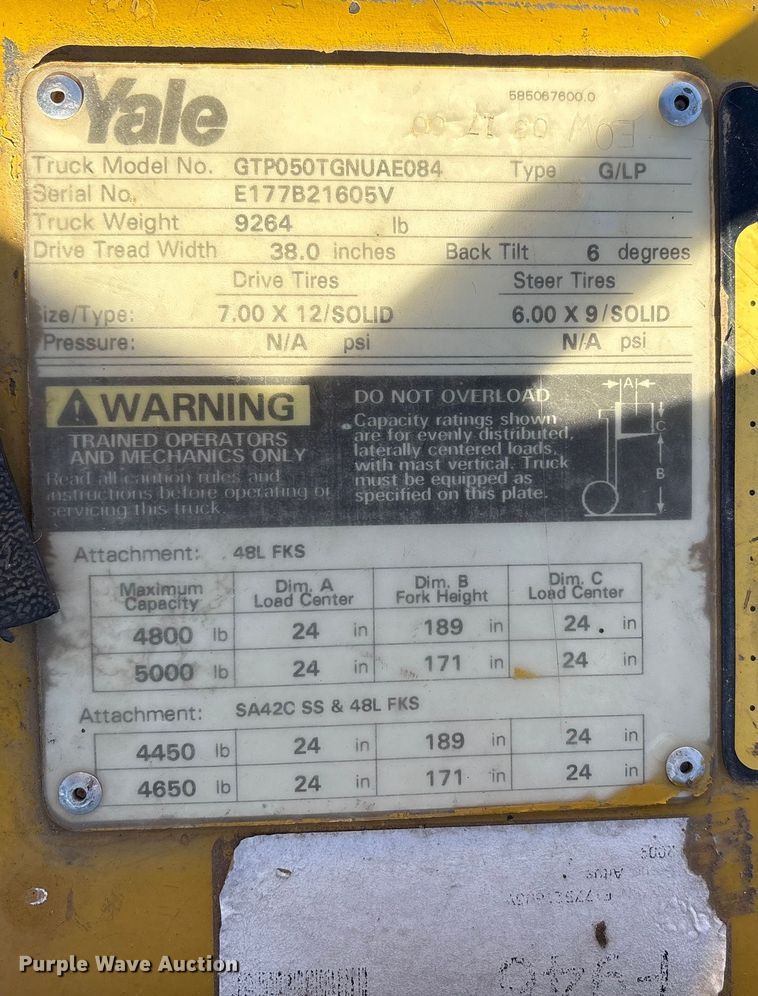 Yale
585067600.0
EOW 03 17 00
Truck Model No. GTP050TGNUAE084 Type G/LP
Serial No. E177B21605V
Truck Weight 9264 lb
Drive Tread Width 38.0 inches Back Tilt 6 degrees
Drive Tires Steer Tires
Size/Type: 7.00 X 12/SOLID 6.00 X 9/SOLID
Pressure: N/A psi N/A psi
WARNING
TRAINED OPERATORS
AND MECHANICS ONLY
Read all caution rules and
instructions before operating or
servicing this truck.
DO NOT OVERLOAD
Capacity ratings shown
are for evenly distributed,
laterally centered loads,
with mast vertical. Truck
must be equipped as
specified on this plate.
A
C
B
Attachment: 48L FKS
Maximum Capacity Dim. A Load Center Dim. B Fork Height Dim. C Load Center
4800 lb 24 in 189 in 24 in
5000 lb 24 in 171 in 24 in
Attachment: SA42C SS & 48L FKS
4450 lb 24 in 189 in 24 in
4650 lb 24 in 171 in 24 in
Purple Wave Auction